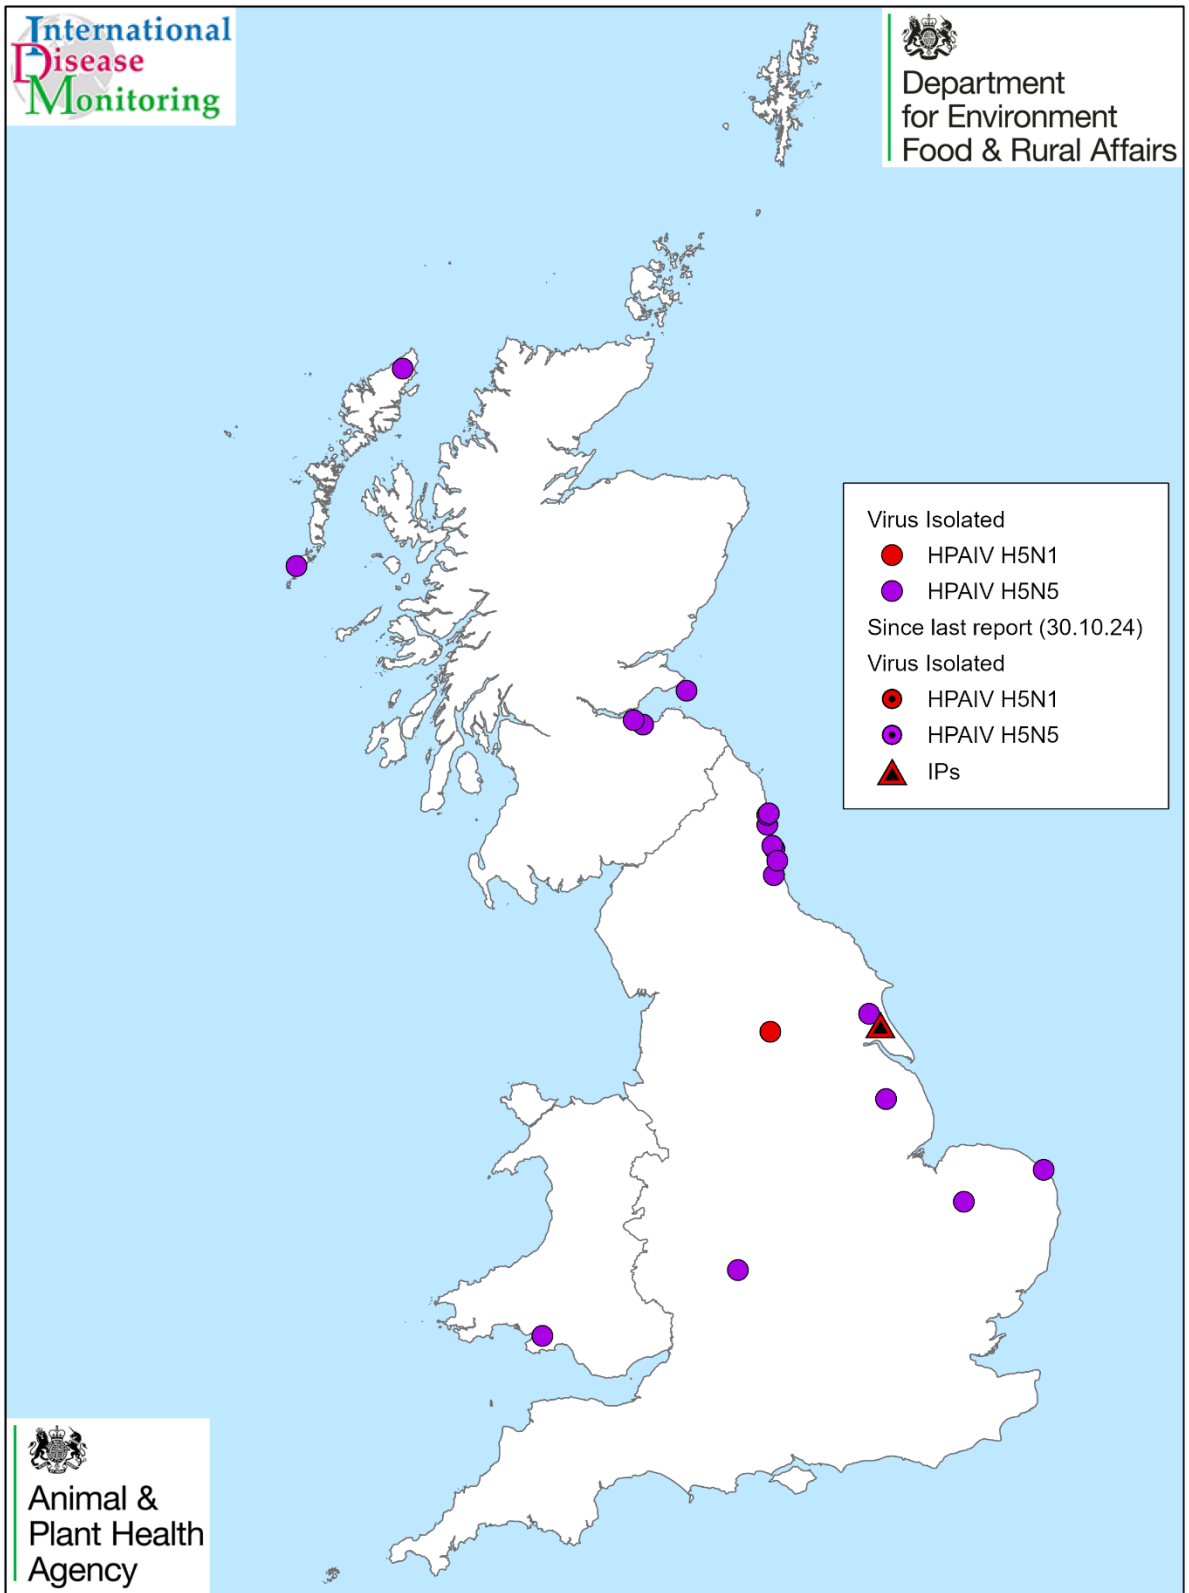 International
Disease
Monitoring
Department
for Environment
Food & Rural Affairs
Virus Isolated
HPAIV H5N1
HPAIV H5N5
Since last report (30.10.24)
Virus Isolated
HPAIV H5N1
HPAIV H5N5
IPs
Animal &
Plant Health
Agency